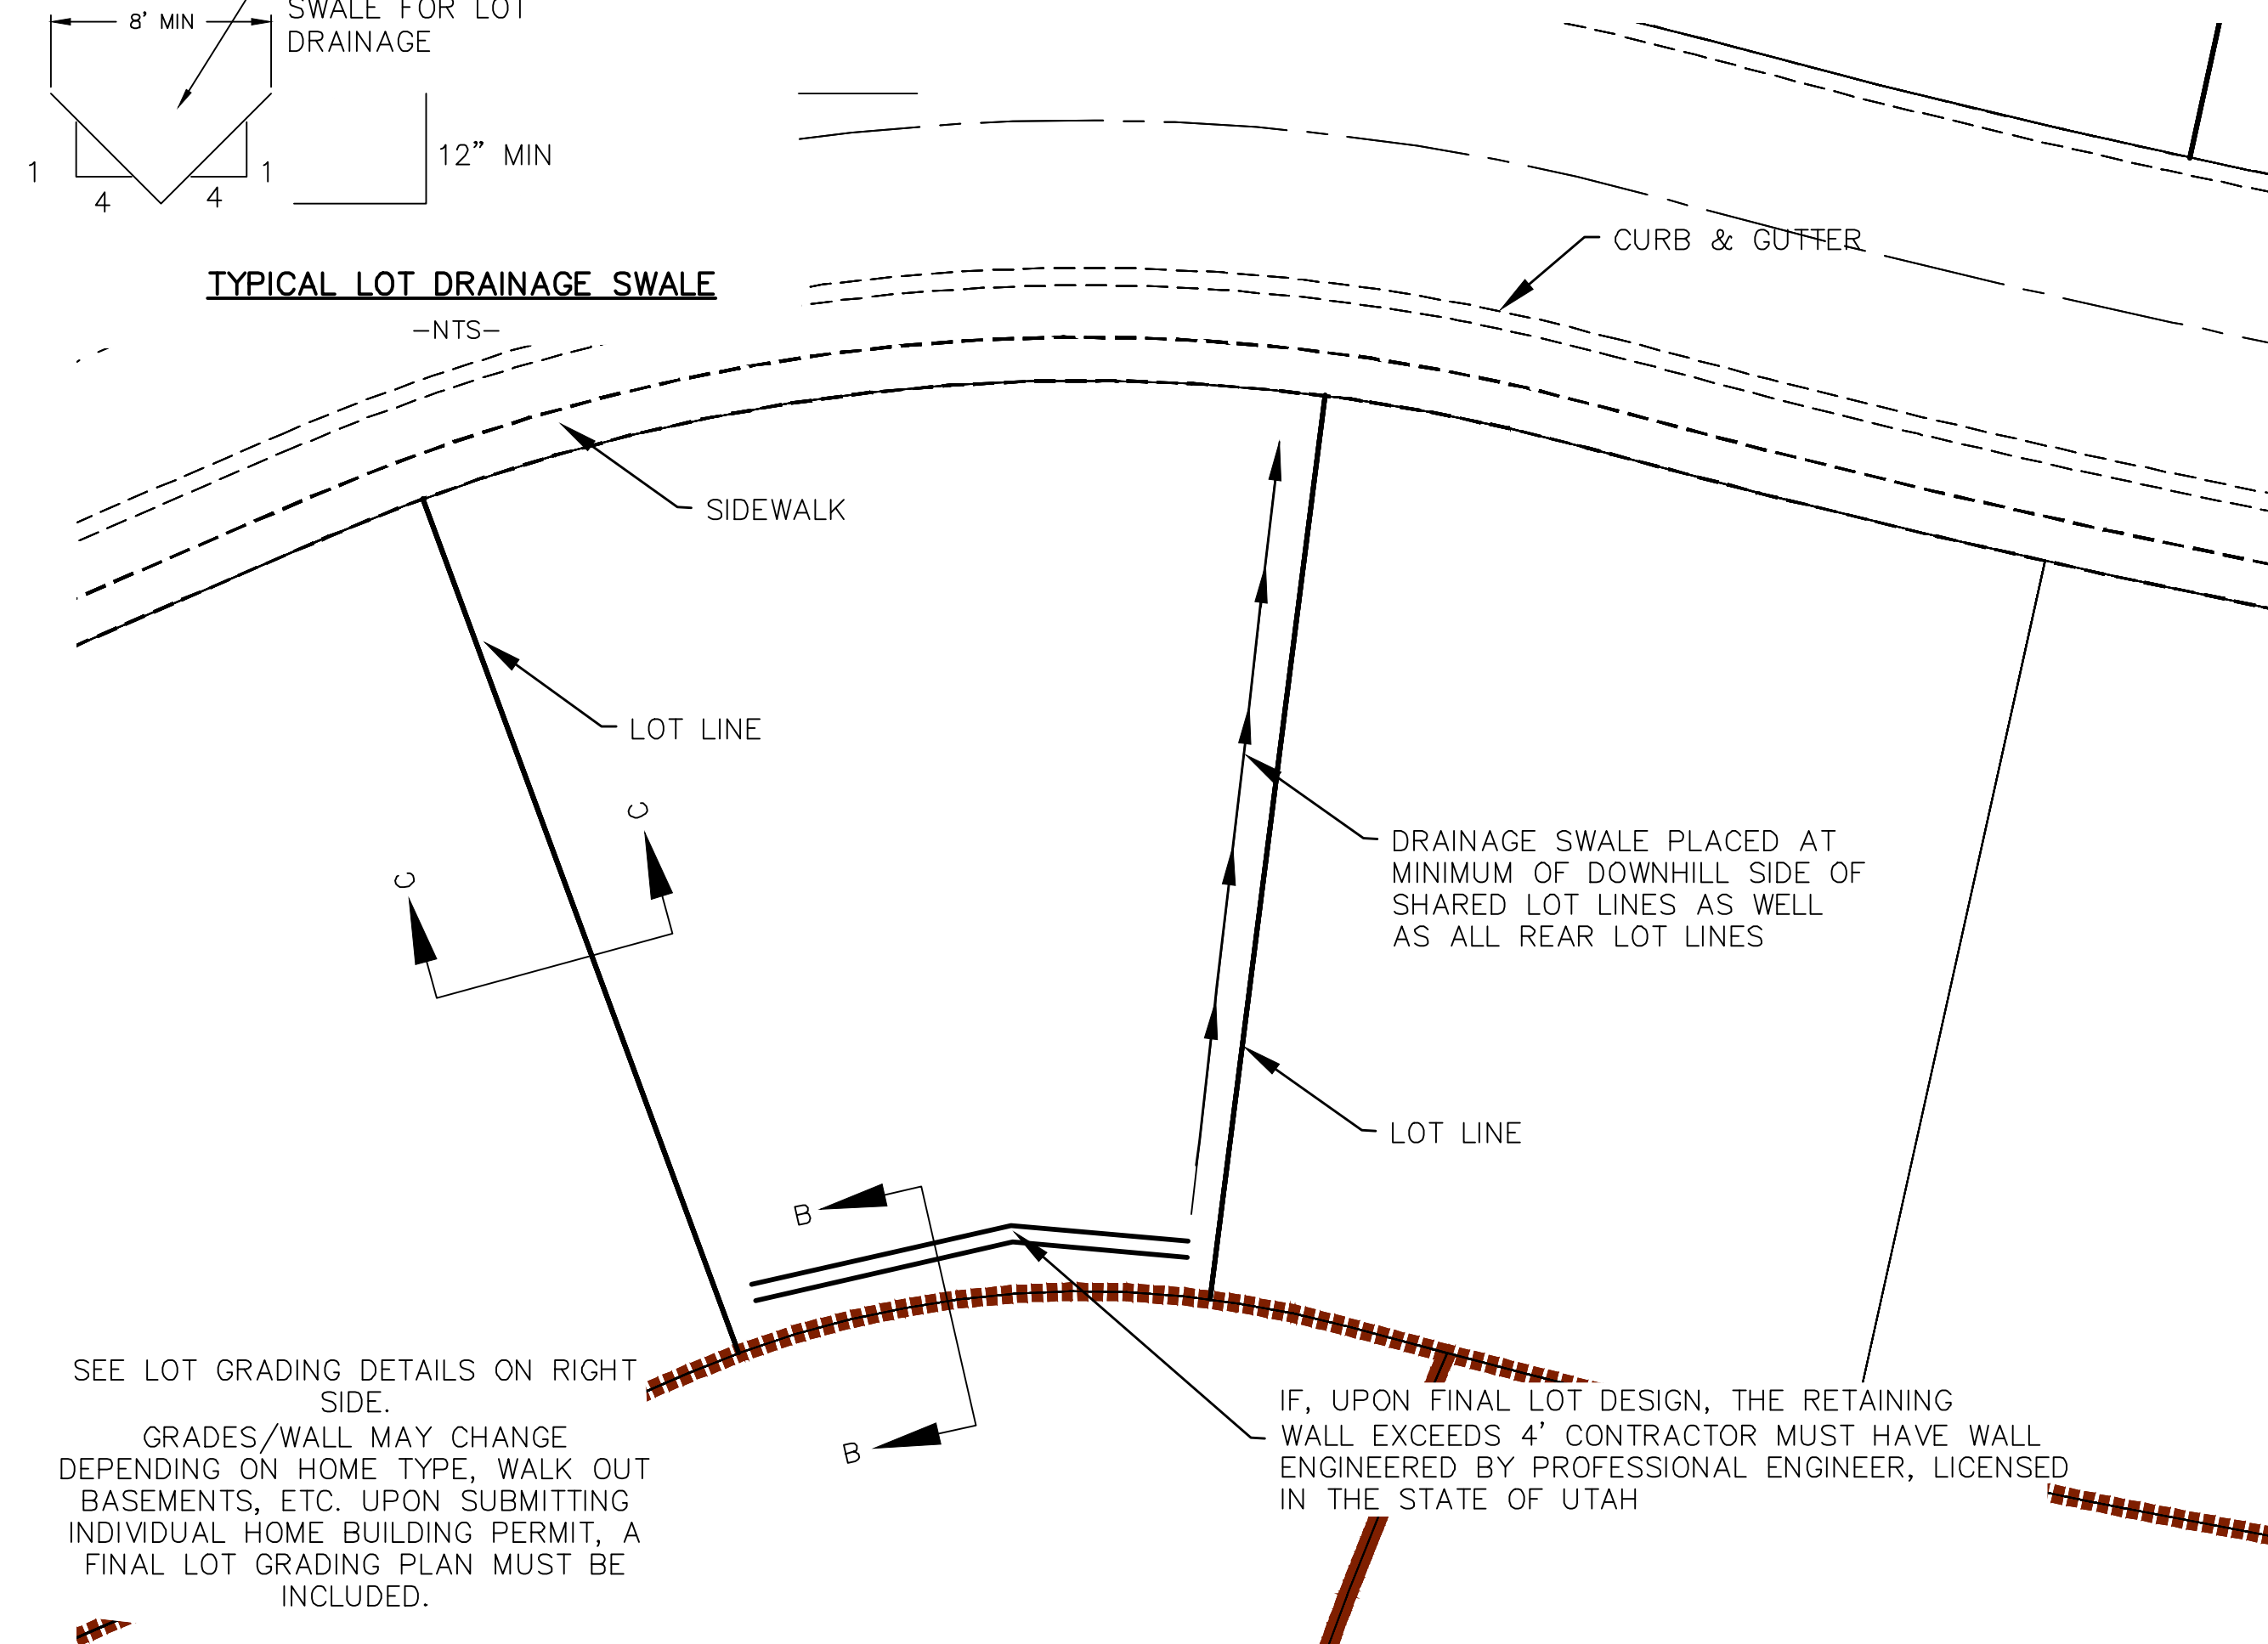 8' MIN
SWALE FOR LOT
DRAINAGE
12" MIN
1
4
4
1
TYPICAL LOT DRAINAGE SWALE
-NTS-
CURB & GUTTER
SIDEWALK
LOT LINE
C
C
DRAINAGE SWALE PLACED AT
MINIMUM OF DOWNHILL SIDE OF
SHARED LOT LINES AS WELL
AS ALL REAR LOT LINES
LOT LINE
B
B
SEE LOT GRADING DETAILS ON RIGHT
SIDE.
GRADES/WALL MAY CHANGE
DEPENDING ON HOME TYPE, WALK OUT
BASEMENTS, ETC. UPON SUBMITTING
INDIVIDUAL HOME BUILDING PERMIT, A
FINAL LOT GRADING PLAN MUST BE
INCLUDED.
IF, UPON FINAL LOT DESIGN, THE RETAINING
WALL EXCEEDS 4' CONTRACTOR MUST HAVE WALL
ENGINEERED BY PROFESSIONAL ENGINEER, LICENSED
IN THE STATE OF UTAH